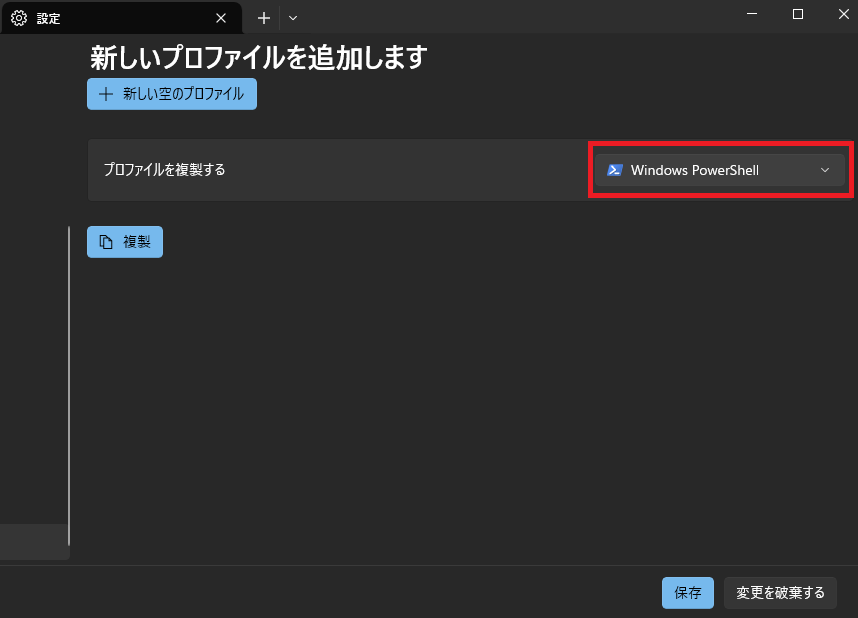 設定
新しいプロファイルを追加します
新しい空のプロファイル
プロファイルを複製する
Windows PowerShell
複製
保存
変更を破棄する